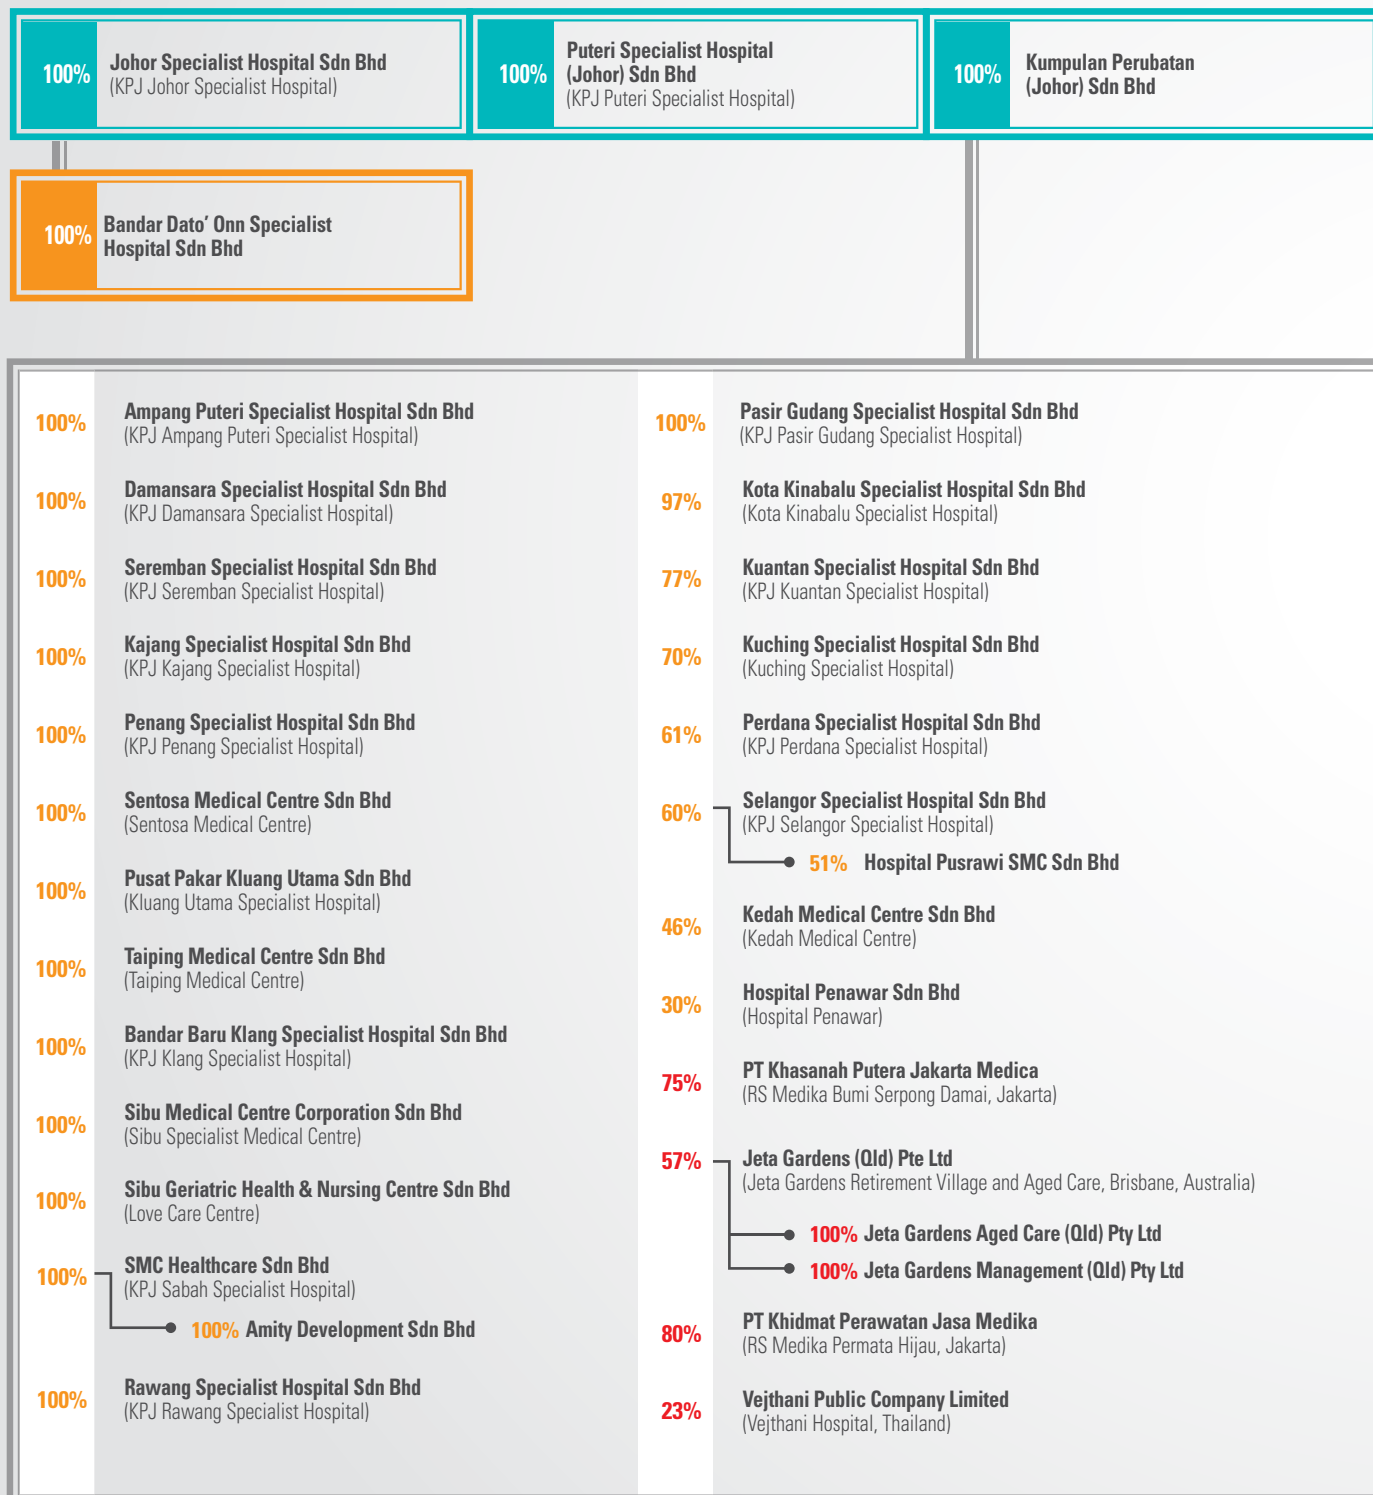 100%
Johor Specialist Hospital Sdn Bhd
(KPJ Johor Specialist Hospital)
100%
Puteri Specialist Hospital
(Johor) Sdn Bhd
(KPJ Puteri Specialist Hospital)
100%
Kumpulan Perubatan
(Johor) Sdn Bhd
100%
Bandar Dato’ Onn Specialist
Hospital Sdn Bhd
100%
Ampang Puteri Specialist Hospital Sdn Bhd
(KPJ Ampang Puteri Specialist Hospital)
100%
Damansara Specialist Hospital Sdn Bhd
(KPJ Damansara Specialist Hospital)
100%
Seremban Specialist Hospital Sdn Bhd
(KPJ Seremban Specialist Hospital)
100%
Kajang Specialist Hospital Sdn Bhd
(KPJ Kajang Specialist Hospital)
100%
Penang Specialist Hospital Sdn Bhd
(KPJ Penang Specialist Hospital)
100%
Sentosa Medical Centre Sdn Bhd
(Sentosa Medical Centre)
100%
Pusat Pakar Kluang Utama Sdn Bhd
(Kluang Utama Specialist Hospital)
100%
Taiping Medical Centre Sdn Bhd
(Taiping Medical Centre)
100%
Bandar Baru Klang Specialist Hospital Sdn Bhd
(KPJ Klang Specialist Hospital)
100%
Sibu Medical Centre Corporation Sdn Bhd
(Sibu Specialist Medical Centre)
100%
Sibu Geriatric Health & Nursing Centre Sdn Bhd
(Love Care Centre)
100%
SMC Healthcare Sdn Bhd
(KPJ Sabah Specialist Hospital)
100% Amity Development Sdn Bhd
100%
Rawang Specialist Hospital Sdn Bhd
(KPJ Rawang Specialist Hospital)
100%
Pasir Gudang Specialist Hospital Sdn Bhd
(KPJ Pasir Gudang Specialist Hospital)
97%
Kota Kinabalu Specialist Hospital Sdn Bhd
(Kota Kinabalu Specialist Hospital)
77%
Kuantan Specialist Hospital Sdn Bhd
(KPJ Kuantan Specialist Hospital)
70%
Kuching Specialist Hospital Sdn Bhd
(Kuching Specialist Hospital)
61%
Perdana Specialist Hospital Sdn Bhd
(KPJ Perdana Specialist Hospital)
60%
Selangor Specialist Hospital Sdn Bhd
(KPJ Selangor Specialist Hospital)
51% Hospital Pusrawi SMC Sdn Bhd
46%
Kedah Medical Centre Sdn Bhd
(Kedah Medical Centre)
30%
Hospital Penawar Sdn Bhd
(Hospital Penawar)
75%
PT Khasanah Putera Jakarta Medica
(RS Medika Bumi Serpong Damai, Jakarta)
57%
Jeta Gardens (Qld) Pte Ltd
(Jeta Gardens Retirement Village and Aged Care, Brisbane, Australia)
100% Jeta Gardens Aged Care (Qld) Pty Ltd
100% Jeta Gardens Management (Qld) Pty Ltd
80%
PT Khidmat Perawatan Jasa Medika
(RS Medika Permata Hijau, Jakarta)
23%
Vejthani Public Company Limited
(Vejthani Hospital, Thailand)